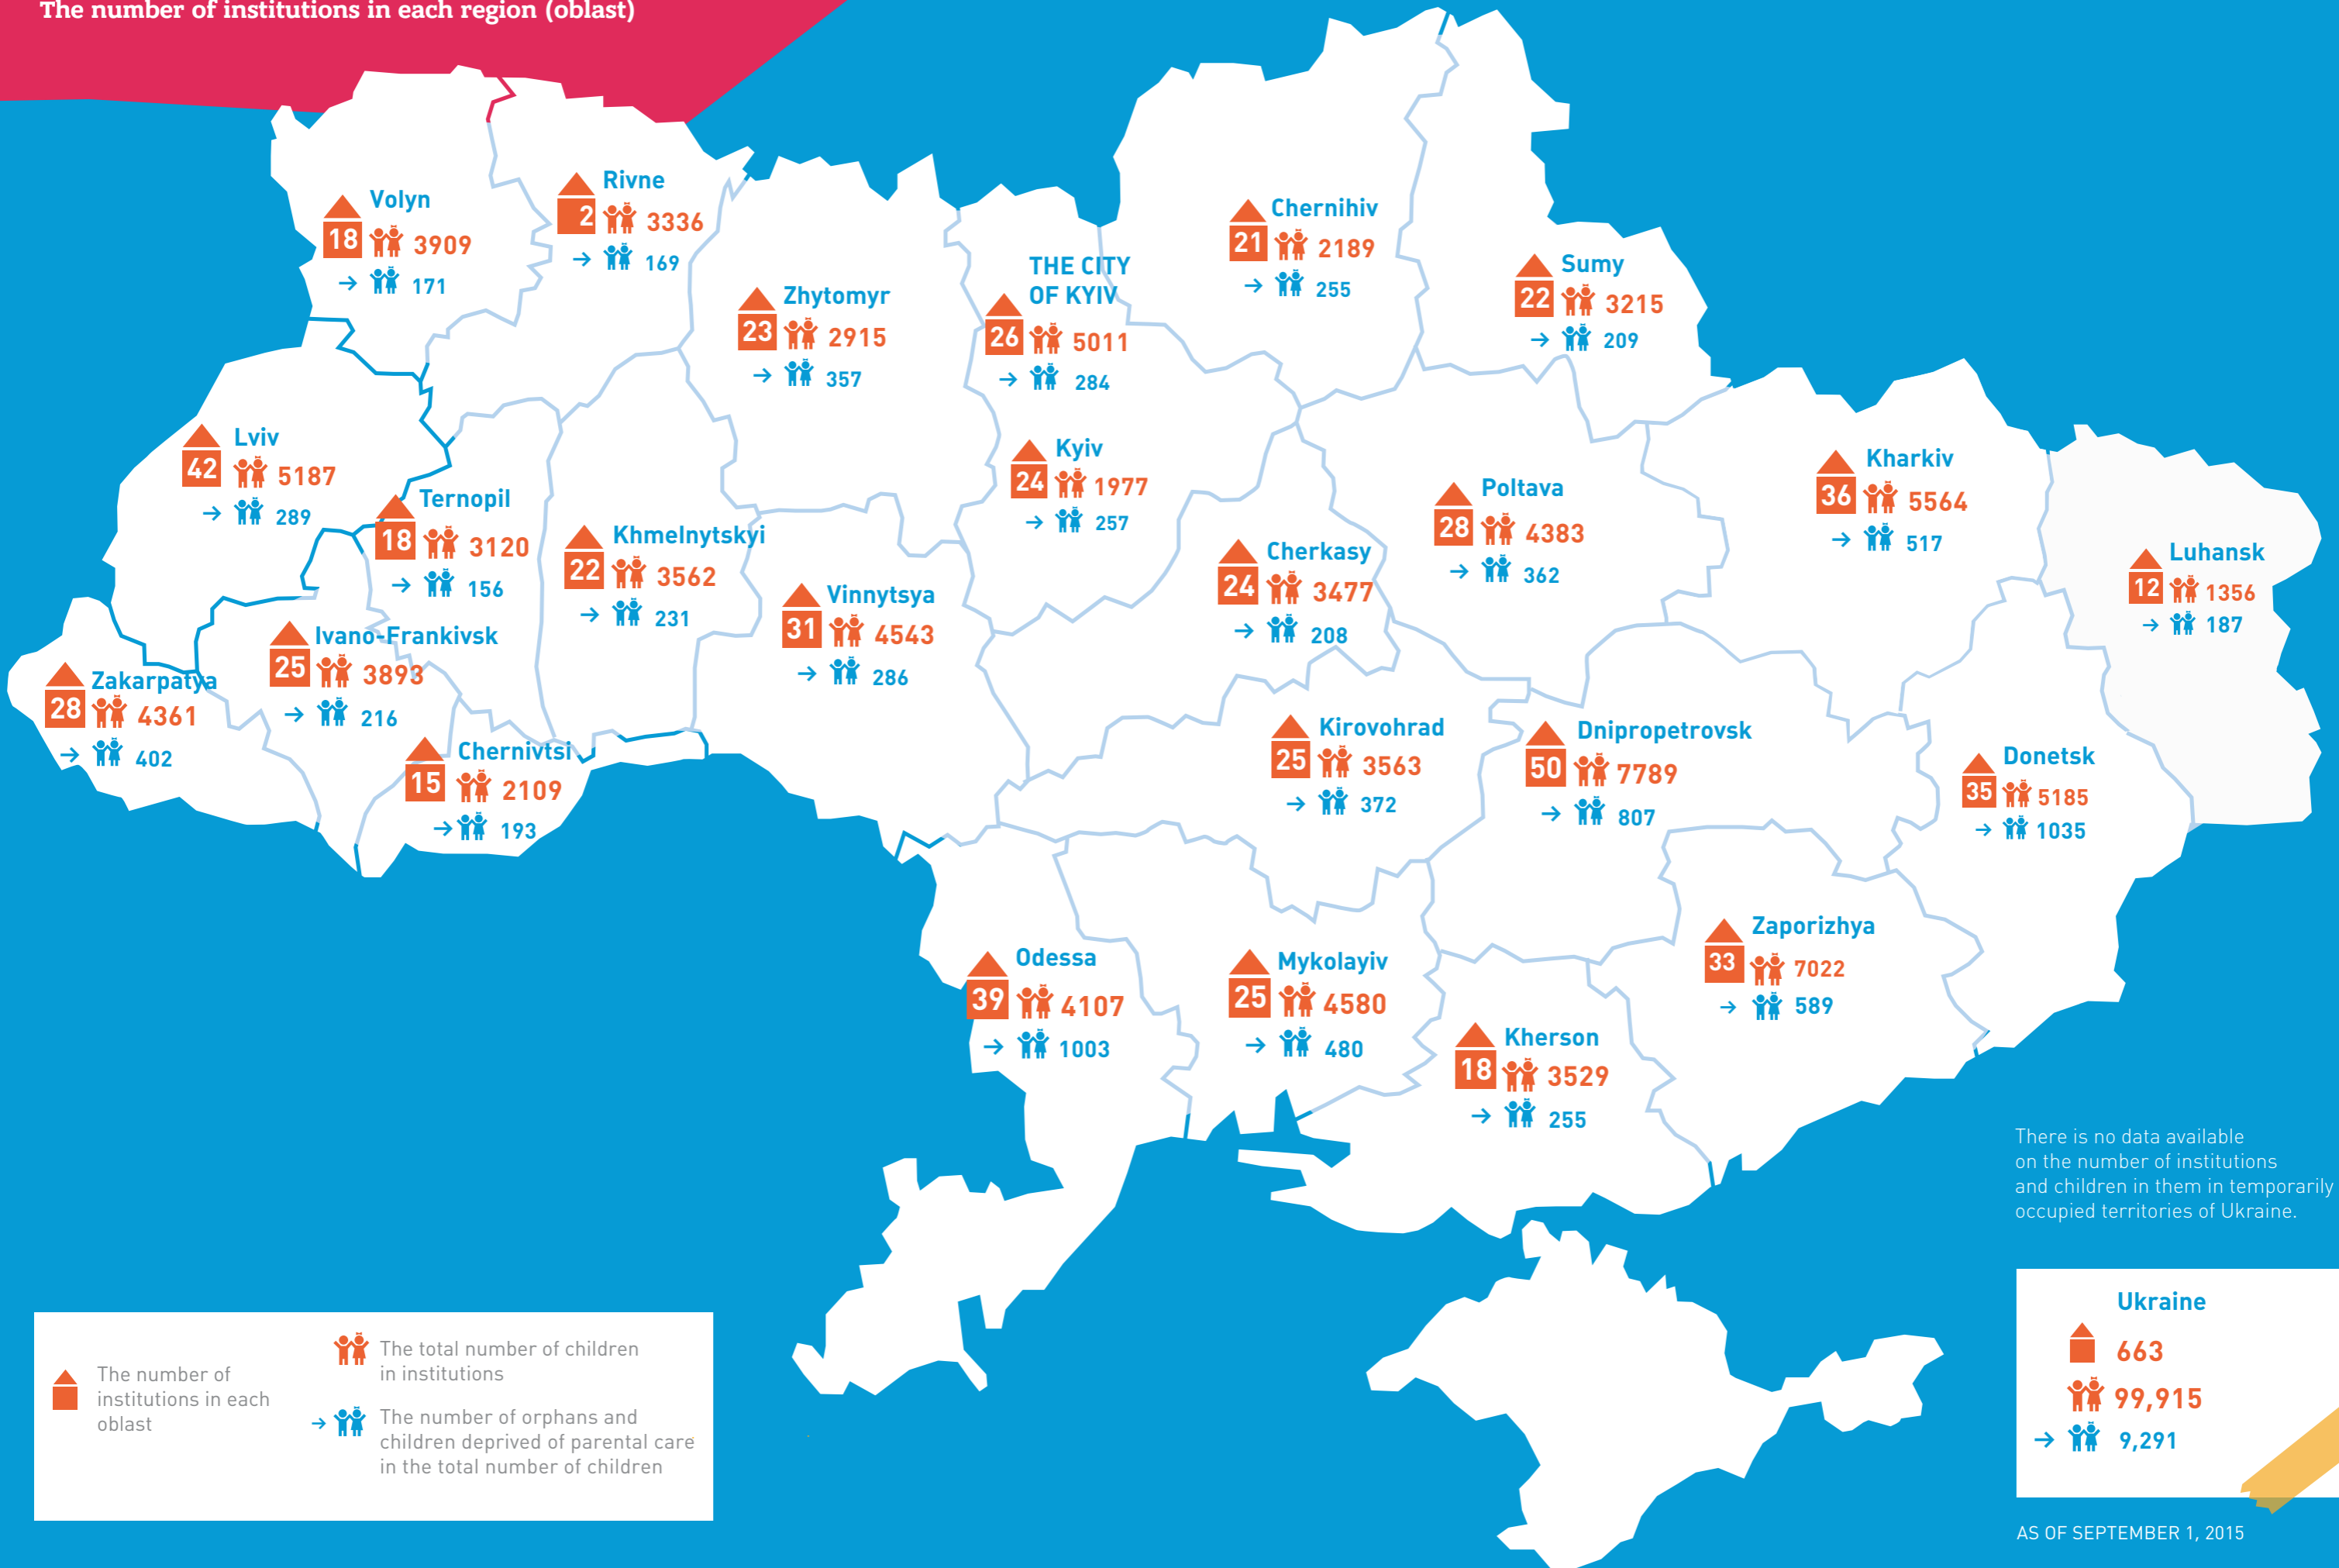 The number of institutions in each region (oblast)
Volyn
18 3909
→ 171
Rivne
2 3336
→ 169
Zhytomyr
23 2915
→ 357
THE CITY
OF KYIV
26 5011
→ 284
Chernihiv
21 2189
→ 255
Sumy
22 3215
→ 209
Lviv
42 5187
→ 289
Ternopil
18 3120
→ 156
Khmelnytskyi
22 3562
→ 231
Vinnytsya
31 4543
→ 286
Kyiv
24 1977
→ 257
Cherkasy
24 3477
→ 208
Poltava
28 4383
→ 362
Kharkiv
36 5564
→ 517
Luhansk
12 1356
→ 187
Zakarpatya
28 4361
→ 402
Ivano-Frankivsk
25 3893
→ 216
Chernivtsi
15 2109
→ 193
Kirovohrad
25 3563
→ 372
Dnipropetrovsk
50 7789
→ 807
Donetsk
35 5185
→ 1035
Odessa
39 4107
→ 1003
Mykolayiv
25 4580
→ 480
Kherson
18 3529
→ 255
Zaporizhya
33 7022
→ 589
There is no data available
on the number of institutions
and children in them in temporarily
occupied territories of Ukraine.
The number of
institutions in each
oblast
The total number of children
in institutions
→ The number of orphans and
children deprived of parental care
in the total number of children
Ukraine
663
99,915
→ 9,291
AS OF SEPTEMBER 1, 2015